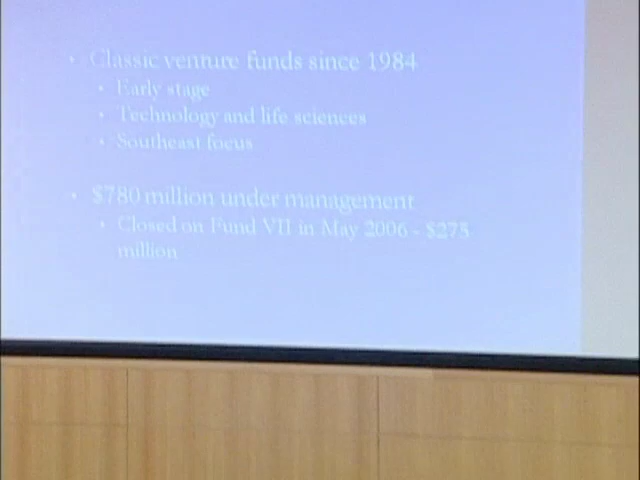 • Classic venture funds since 1984
• Early stage
• Technology and life sciences
• Southeast focus
• $780 million under management
• Closed on Fund VII in May 2006 - $275
million